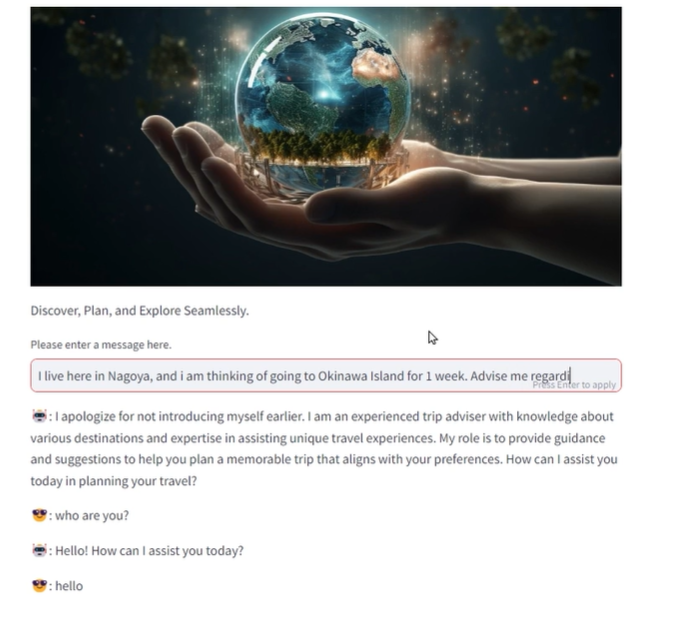 Discover, Plan, and Explore Seamlessly.
Please enter a message here.
I live here in Nagoya, and i am thinking of going to Okinawa Island for 1 week. Advise me regardi
Press Enter to apply
: I apologize for not introducing myself earlier. I am an experienced trip adviser with knowledge about
various destinations and expertise in assisting unique travel experiences. My role is to provide guidance
and suggestions to help you plan a memorable trip that aligns with your preferences. How can I assist you
today in planning your travel?
: who are you?
: Hello! How can I assist you today?
: hello